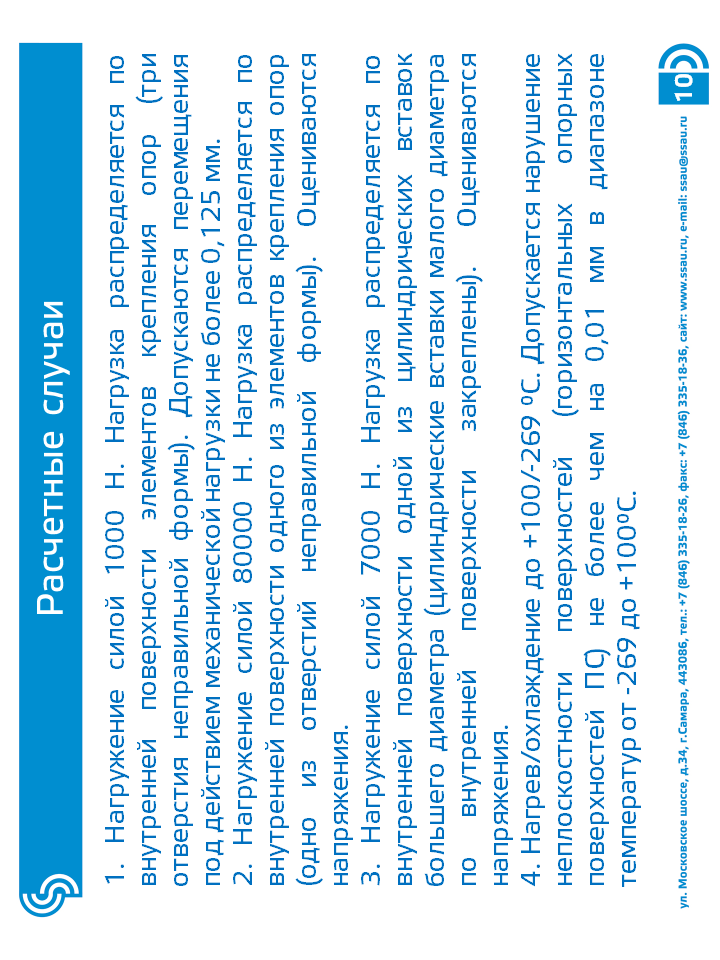 Расчетные случаи
1. Нагружение силой 1000 Н. Нагрузка распределяется по
внутренней поверхности элементов крепления опор (три
отверстия неправильной формы). Допускаются перемещения
под действием механической нагрузки не более 0,125 мм.
2. Нагружение силой 80000 Н. Нагрузка распределяется по
внутренней поверхности одного из элементов крепления опор
(одно из отверстий неправильной формы). Оцениваются
напряжения.
3. Нагружение силой 7000 Н. Нагрузка распределяется по
внутренней поверхности одной из цилиндрических вставок
большего диаметра (цилиндрические вставки малого диаметра
по внутренней поверхности закреплены). Оцениваются
напряжения.
4. Нагрев/охлаждение до +100/-269 ⁰С. Допускается нарушение
неплоскостности поверхностей (горизонтальных опорных
поверхностей ПС) не более чем на 0,01 мм в диапазоне
температур от -269 до +100⁰С.
ул. Московское шоссе, д.34, г.Самара, 443086, тел.: +7 (846) 335-18-26, факс: +7 (846) 335-18-36, сайт: www.ssau.ru, e-mail: ssau@ssau.ru
10